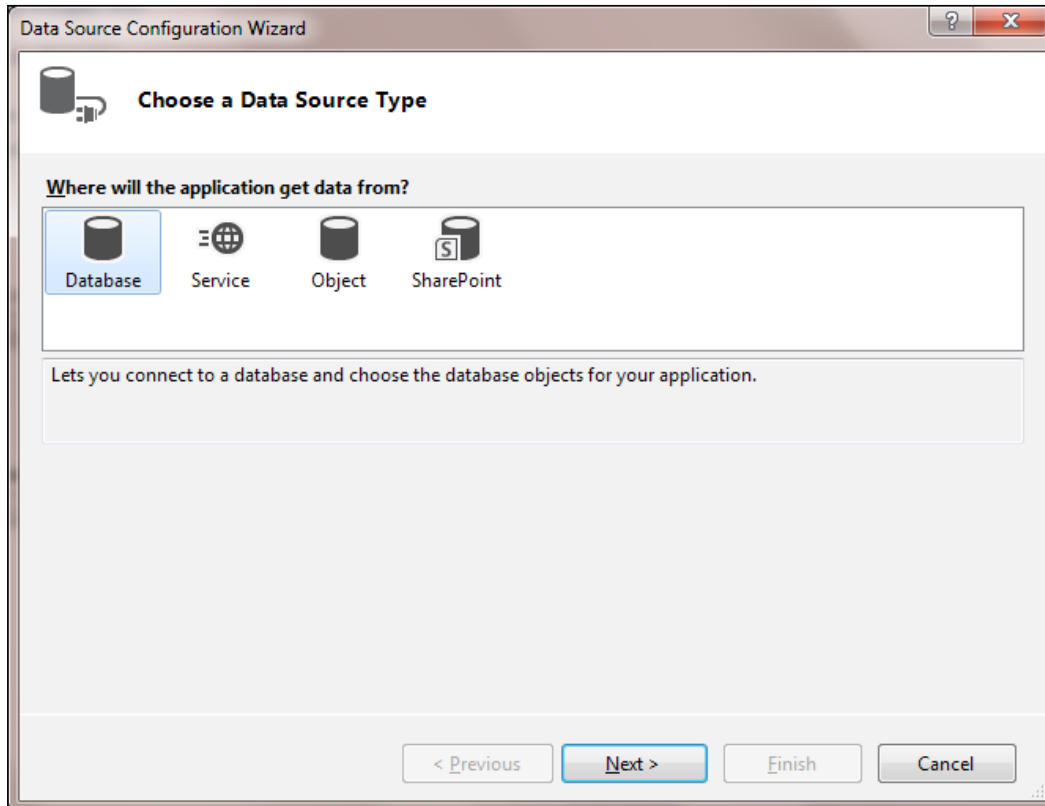 Data Source Configuration Wizard
?
X
Choose a Data Source Type
Where will the application get data from?
Database Service Object SharePoint
S
Lets you connect to a database and choose the database objects for your application.
< Previous Next > Finish Cancel